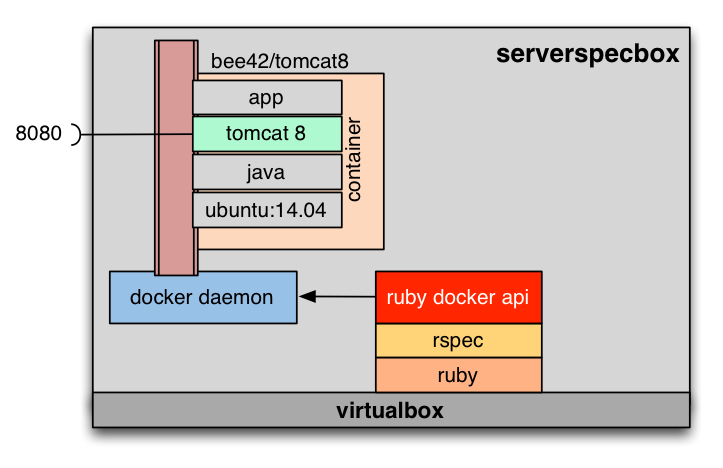 serverspecbox
bee42/tomcat8
app
8080
tomcat 8
container
java
ubuntu:14.04
docker daemon
ruby docker api
rspec
ruby
virtualbox